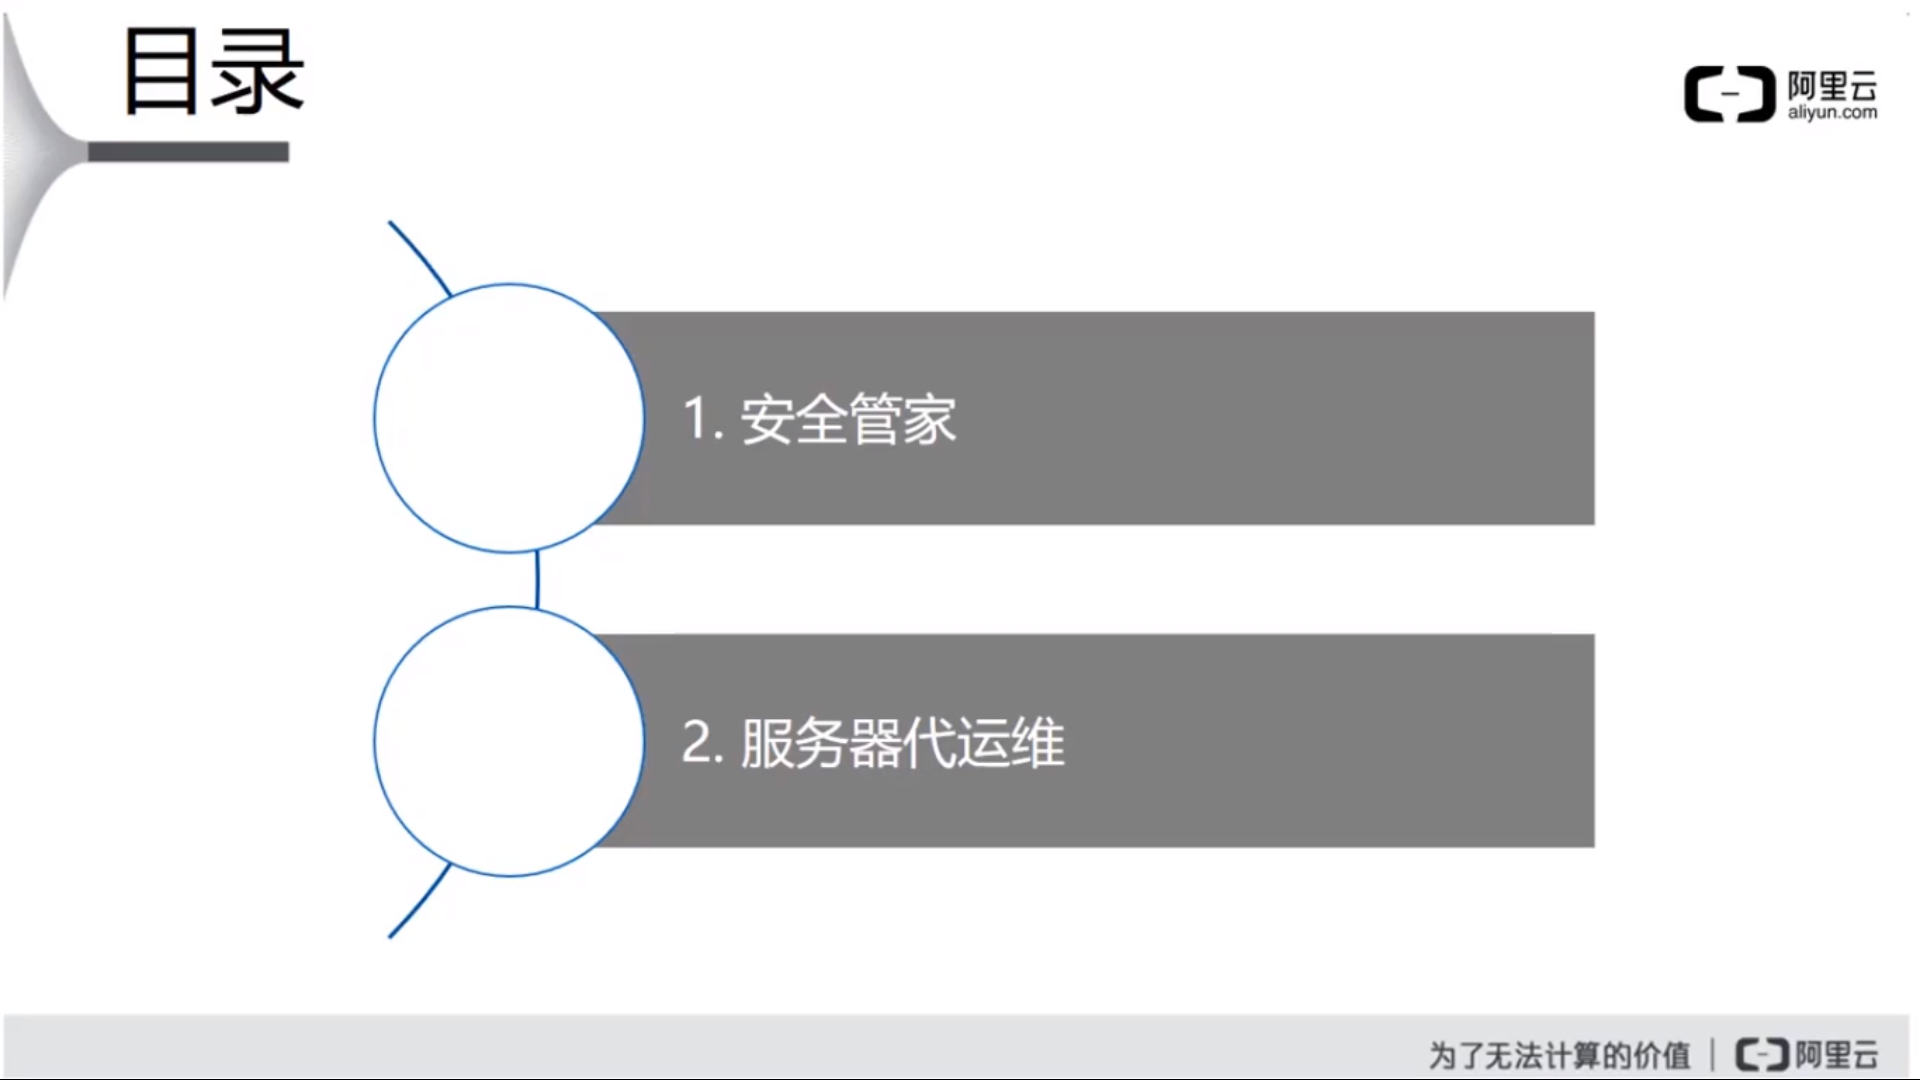 目录
阿里云
aliyun.com
1. 安全管家
2. 服务器代运维
为了无法计算的价值 | 阿里云